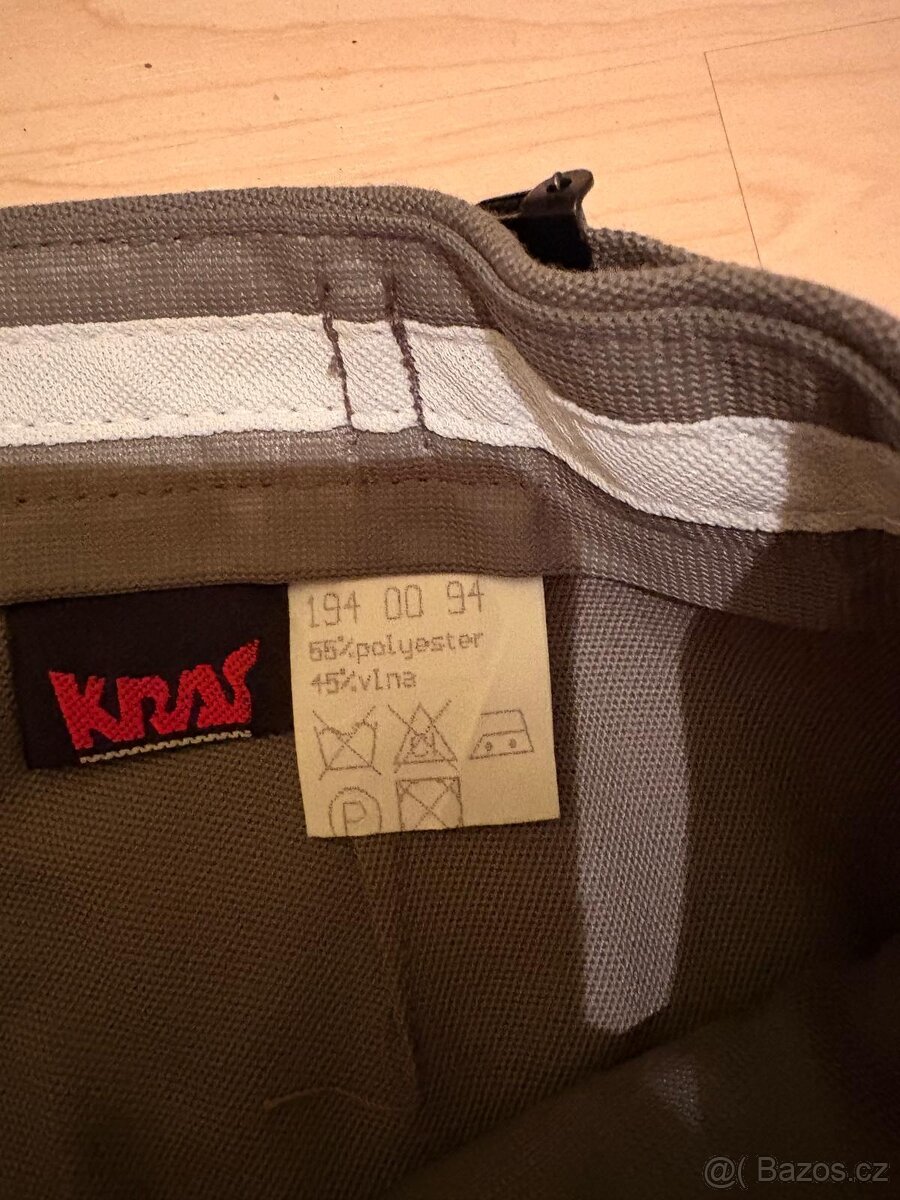 KRAS
194 00 94
55%polyester
45%vlna
P
@( Bazos.cz